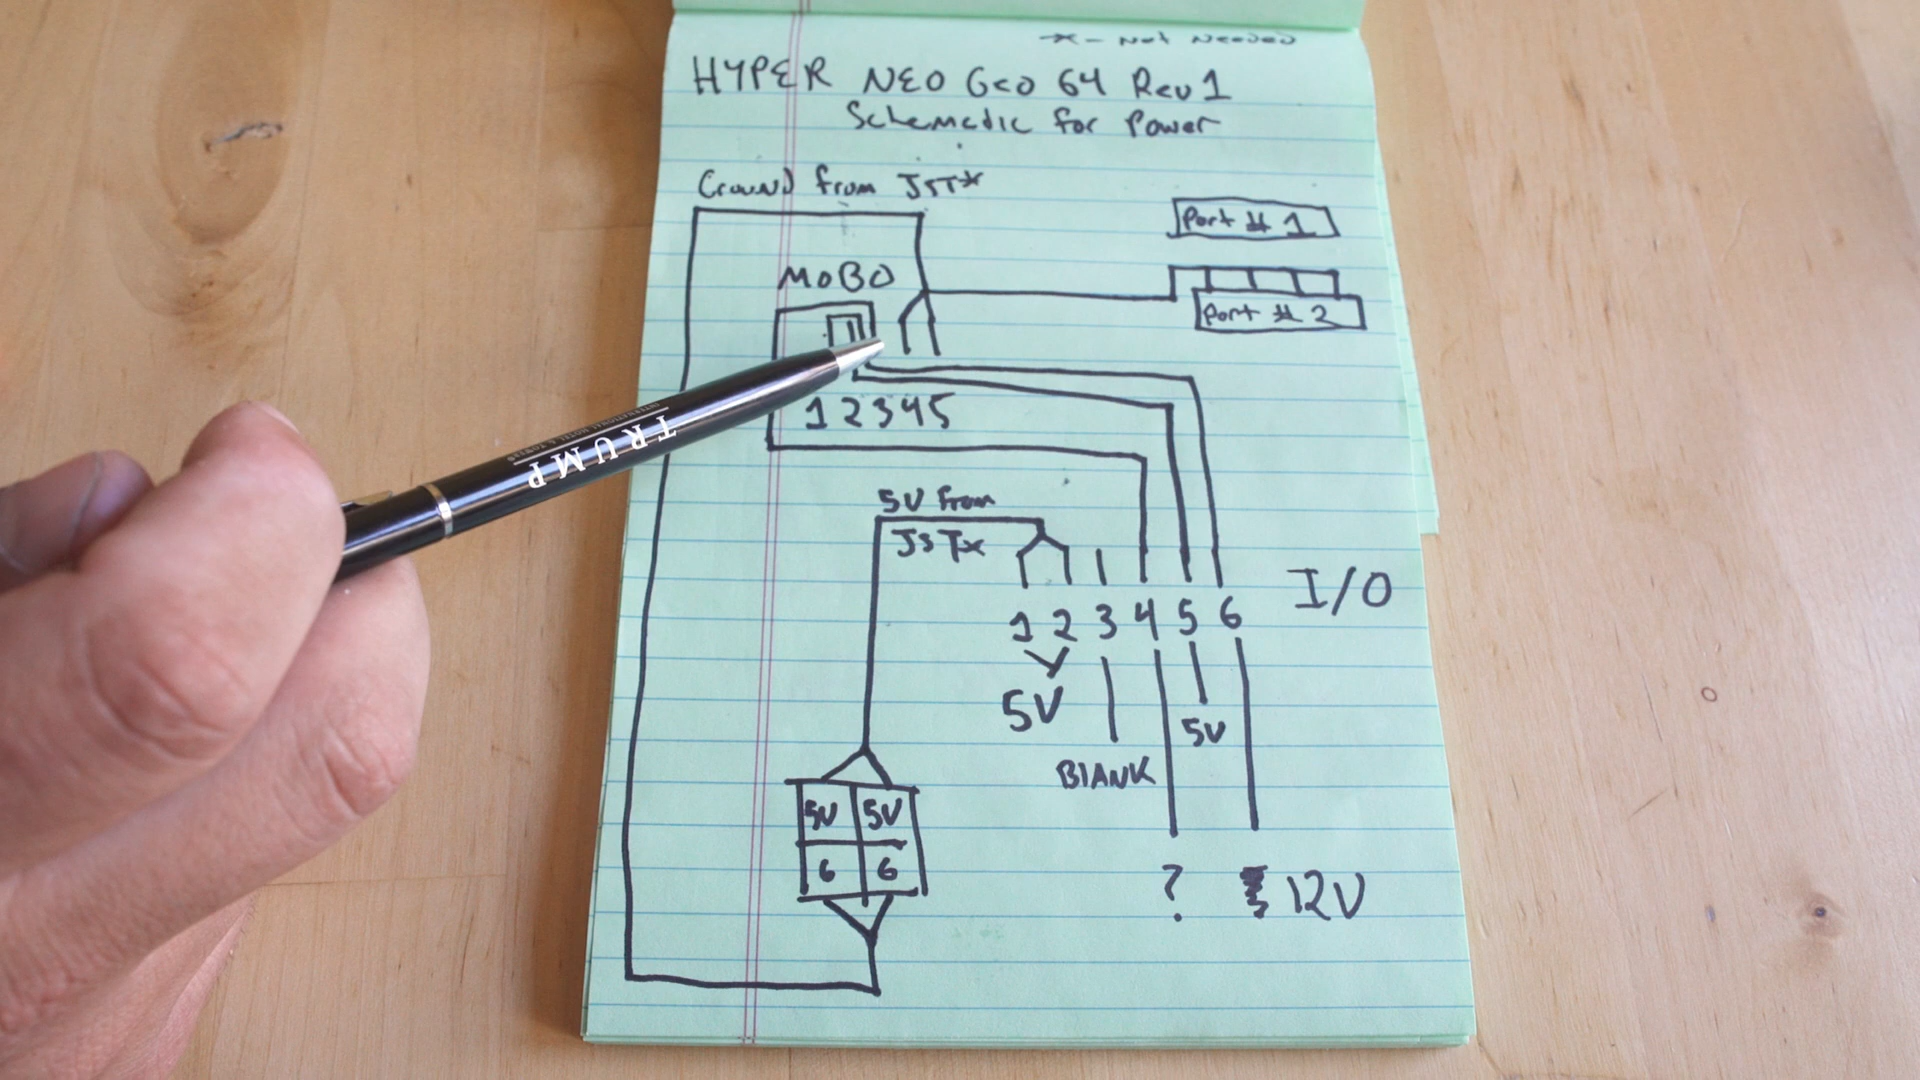 * - Not Needed
HYPER NEO GEO 64 Rev 1
Schematic for Power
Ground from JST*
Port # 1
MOBO
Port # 2
1 2 3 4 5
TRUMP
5V from
JST*
I/O
1 2 3 4 5 6
5V
5V
BLANK
5V 5V
G G
? 12V